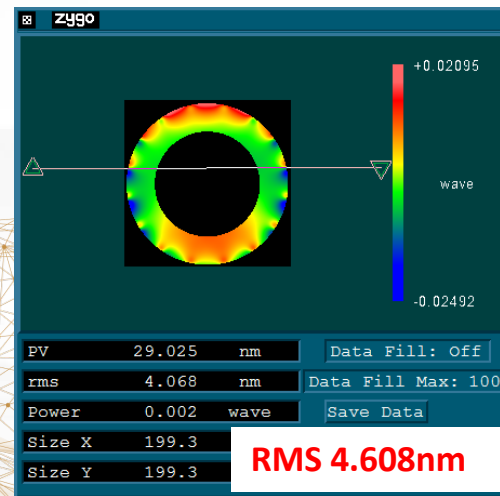 zygo
+0.02095
wave
-0.02492
PV 29.025 nm Data Fill: Off
rms 4.068 nm Data Fill Max: 100
Power 0.002 wave Save Data
Size X 199.3
Size Y 199.3
RMS 4.608nm